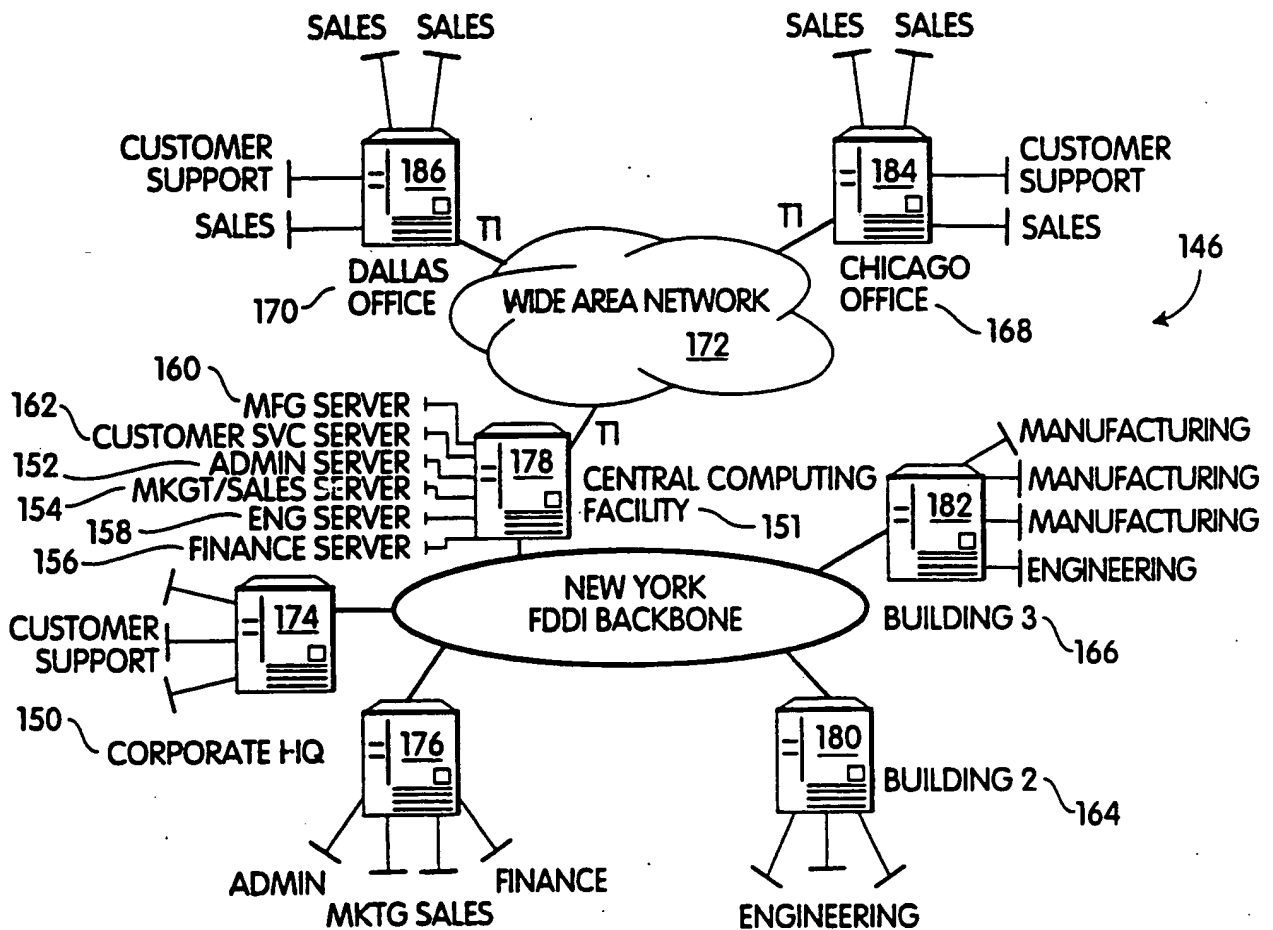 SALES SALES
SALES SALES
CUSTOMER
SUPPORT
186
SALES
T1
DALLAS
OFFICE
170
184
CUSTOMER
SUPPORT
SALES
T1
CHICAGO
OFFICE
168
146
WIDE AREA NETWORK
172
160
MFG SERVER
162
CUSTOMER SVC SERVER
152
ADMIN SERVER
154
MKGT/SALES SERVER
158
ENG SERVER
156
FINANCE SERVER
178
T1
CENTRAL COMPUTING
FACILITY
151
182
MANUFACTURING
MANUFACTURING
MANUFACTURING
ENGINEERING
BUILDING 3
166
NEW YORK
FDDI BACKBONE
174
CUSTOMER
SUPPORT
150
CORPORATE HQ
176
ADMIN
MKTG SALES
FINANCE
180
BUILDING 2
164
ENGINEERING